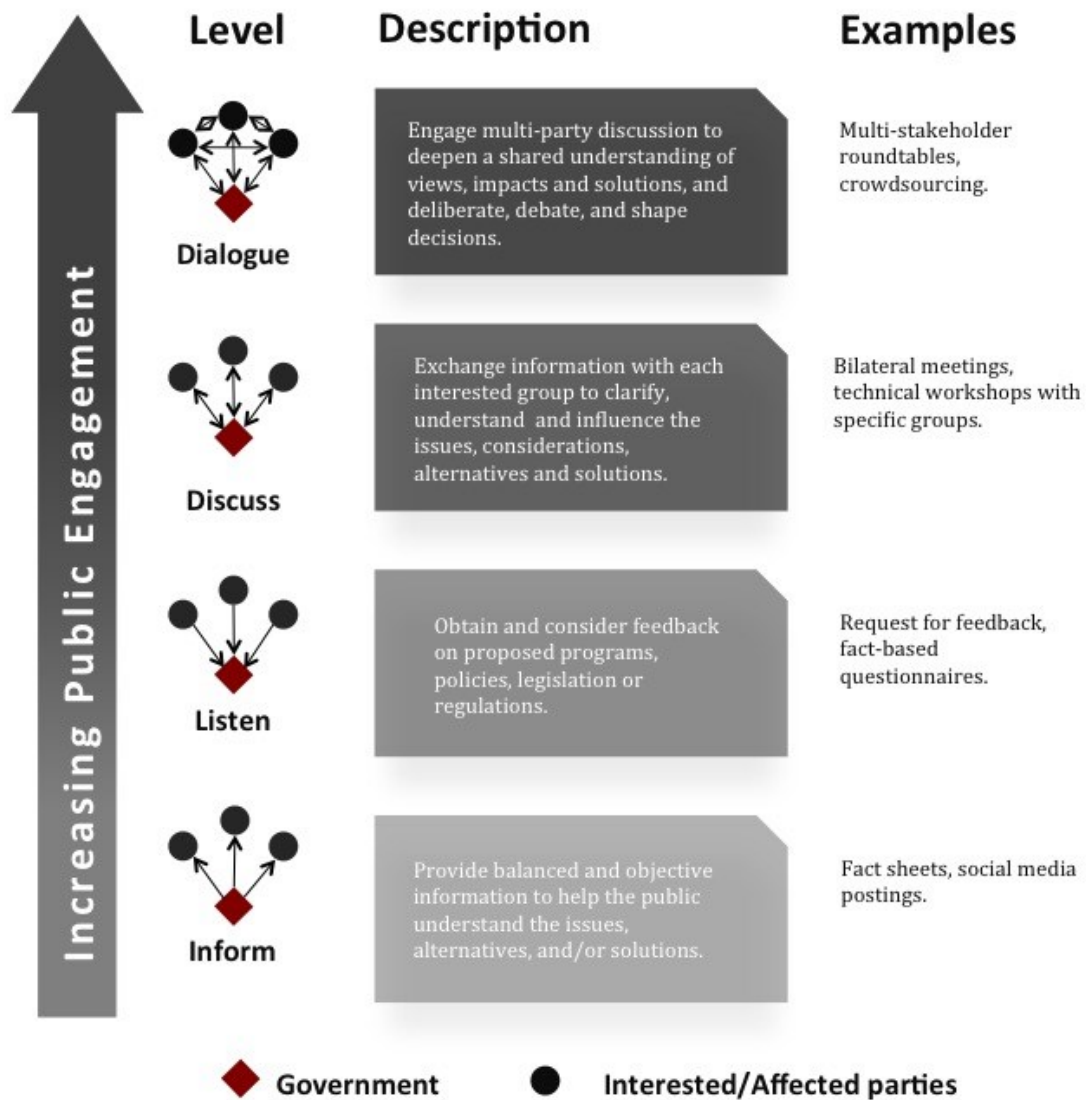 Level Description Examples
Increasing Public Engagement
Dialogue
Engage multi-party discussion to
deepen a shared understanding of
views, impacts and solutions, and
deliberate, debate, and shape
decisions.
Multi-stakeholder
roundtables,
crowdsourcing.
Discuss
Exchange information with each
interested group to clarify,
understand and influence the
issues, considerations,
alternatives and solutions.
Bilateral meetings,
technical workshops with
specific groups.
Listen
Obtain and consider feedback
on proposed programs,
policies, legislation or
regulations.
Request for feedback,
fact-based
questionnaires.
Inform
Provide balanced and objective
information to help the public
understand the issues,
alternatives, and/or solutions.
Fact sheets, social media
postings.
Government Interested/Affected parties